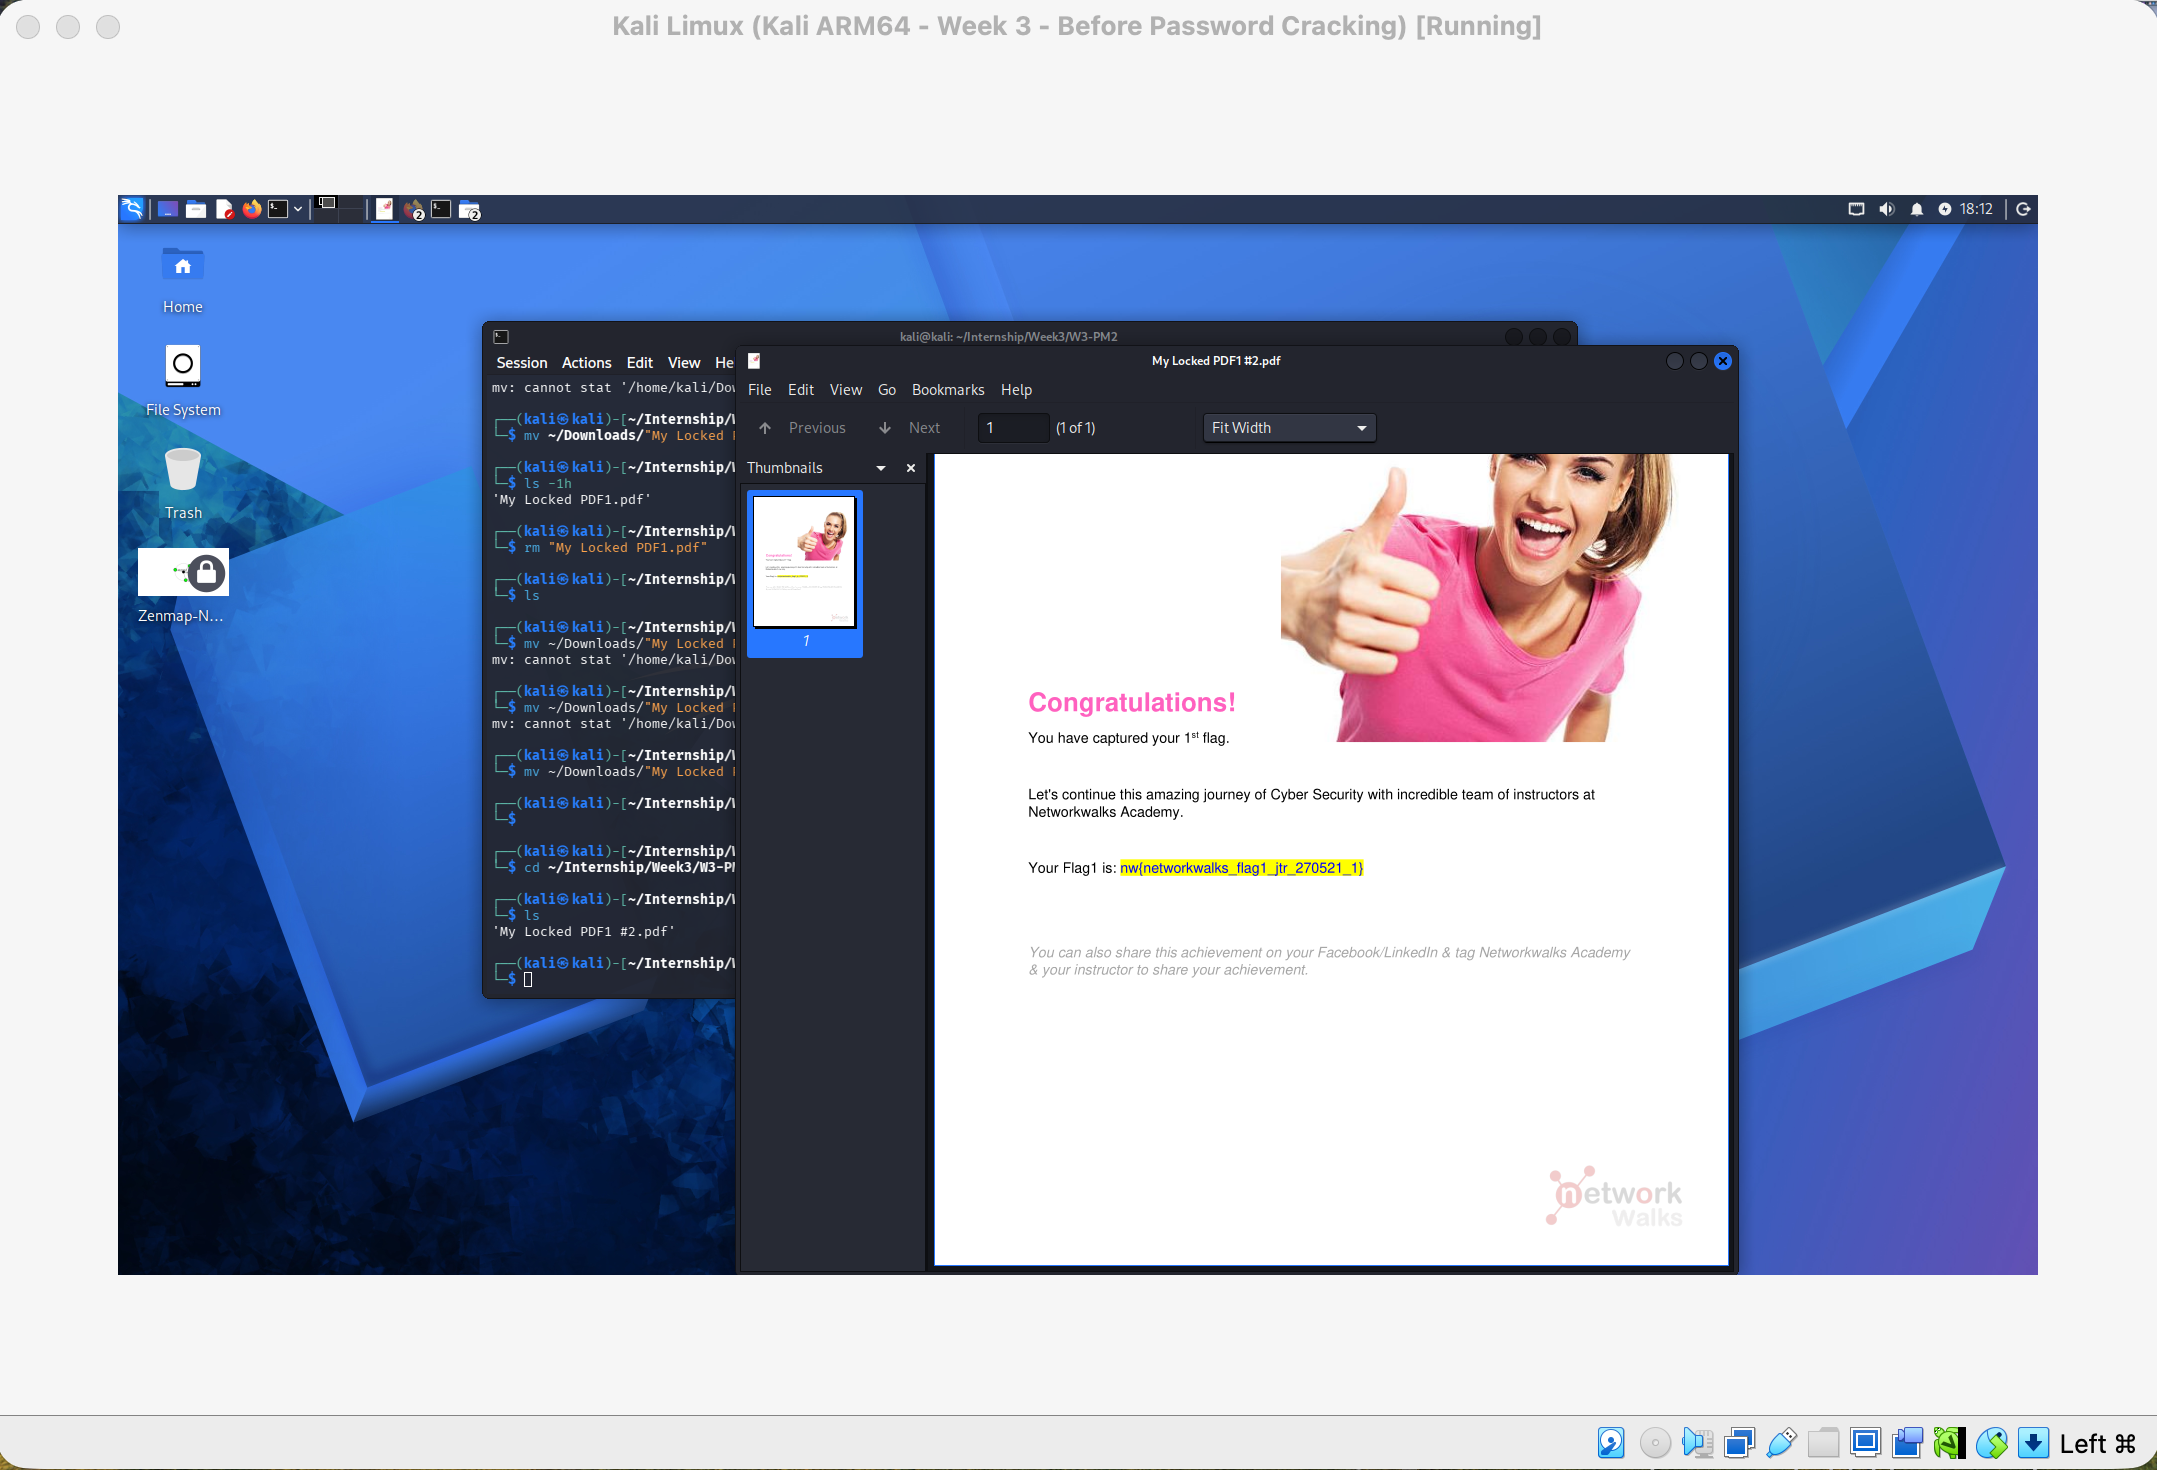 Kali Limux (Kali ARM64 - Week 3 - Before Password Cracking) [Running]
2
2
18:12
Home
File System
Trash
Zenmap-N...
kali@kali: ~/Internship/Week3/W3-PM2
Session Actions Edit View He
mv: cannot stat '/home/kali/Dow
(kali㉿kali)-[~/Internship/W
$ mv ~/Downloads/"My Locked
(kali㉿kali)-[~/Internship/W
$ ls -1h
'My Locked PDF1.pdf'
(kali㉿kali)-[~/Internship/W
$ rm "My Locked PDF1.pdf"
(kali㉿kali)-[~/Internship/W
$ ls
(kali㉿kali)-[~/Internship/W
$ mv ~/Downloads/"My Locked
mv: cannot stat '/home/kali/Dow
(kali㉿kali)-[~/Internship/W
$ mv ~/Downloads/"My Locked
mv: cannot stat '/home/kali/Dow
(kali㉿kali)-[~/Internship/W
$ mv ~/Downloads/"My Locked
(kali㉿kali)-[~/Internship/W
$
(kali㉿kali)-[~/Internship/W
$ cd ~/Internship/Week3/W3-PM
(kali㉿kali)-[~/Internship/W
$ ls
'My Locked PDF1 #2.pdf'
(kali㉿kali)-[~/Internship/W
$
My Locked PDF1 #2.pdf
File Edit View Go Bookmarks Help
Previous Next 1 (1 of 1) Fit Width
Thumbnails
1
Congratulations!
You have captured your 1st flag.
Let's continue this amazing journey of Cyber Security with incredible team of instructors at
Networkwalks Academy.
Your Flag1 is: nw{networkwalks_flag1_jtr_270521_1}
You can also share this achievement on your Facebook/LinkedIn & tag Networkwalks Academy
& your instructor to share your achievement.
network
Walks
Left ⌘